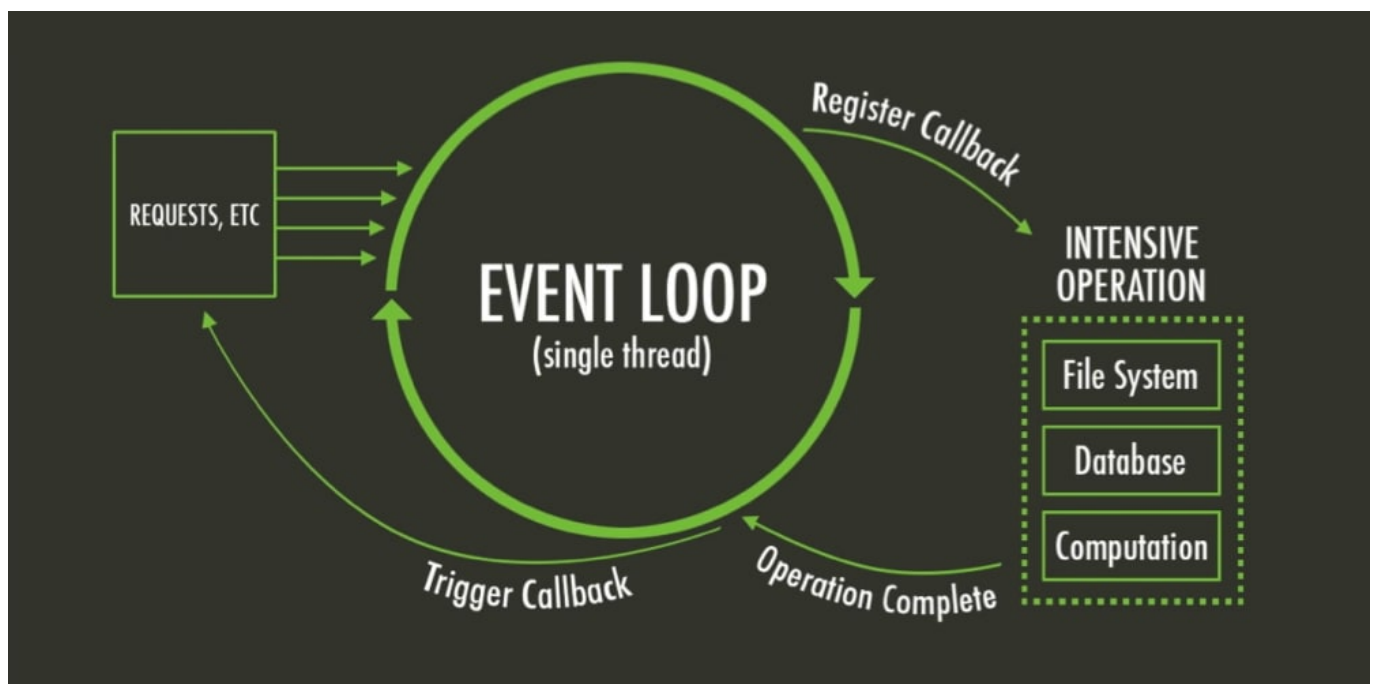 REQUESTS, ETC
EVENT LOOP
(single thread)
Register Callback
INTENSIVE
OPERATION
File System
Database
Computation
Operation Complete
Trigger Callback